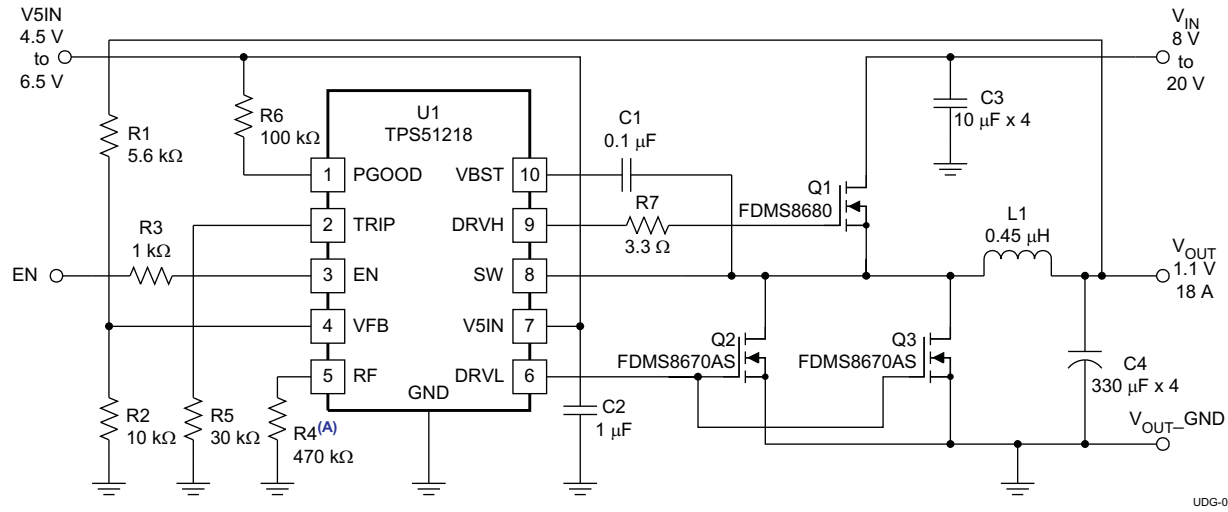 V5IN
4.5 V
to
6.5 V
VIN
8 V
to
20 V
U1
TPS51218
R6
100 kΩ
R1
5.6 kΩ
C1
0.1 μF
C3
10 μF x 4
1 PGOOD VBST 10
2 TRIP DRVH 9
3 EN SW 8
4 VFB V5IN 7
5 RF DRVL 6
GND
Q1
FDMS8680
R7
3.3 Ω
R3
1 kΩ
EN
L1
0.45 μH
VOUT
1.1 V
18 A
Q2
FDMS8670AS
Q3
FDMS8670AS
C4
330 μF x 4
R2
10 kΩ
R5
30 kΩ
R4(A)
470 kΩ
C2
1 μF
VOUT_GND
UDG-0